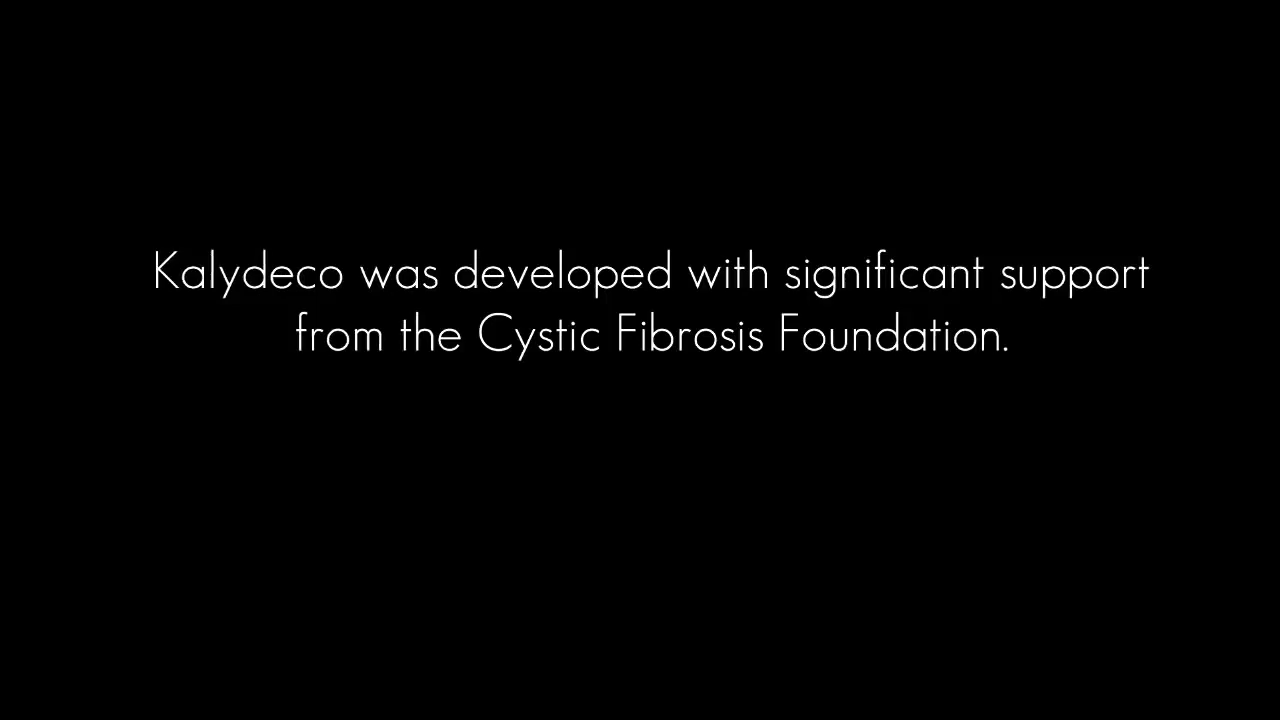 Kalydeco was developed with significant support
from the Cystic Fibrosis Foundation.